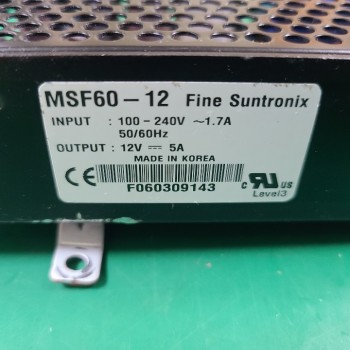 MSF60-12 Fine Suntronix
INPUT : 100-240V ~1.7A
50/60Hz
OUTPUT : 12V ⎓ 5A
MADE IN KOREA
CE
F060309143
c RU US
Level3